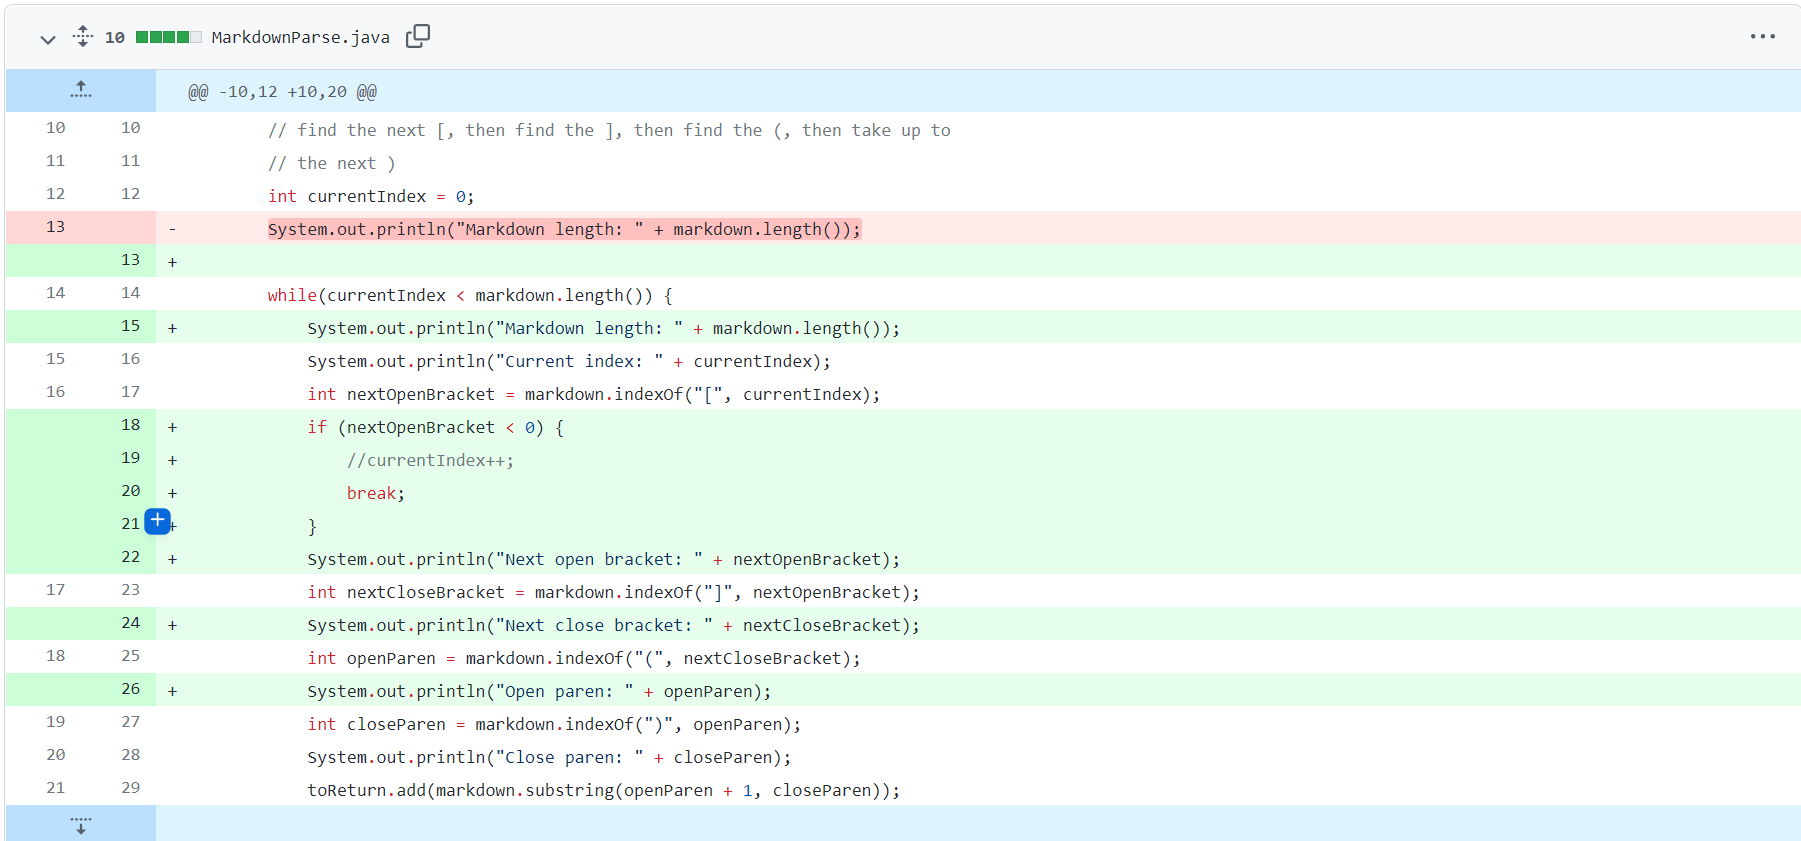 10 MarkdownParse.java
@@ -10,12 +10,20 @@
10 10 // find the next [, then find the ], then find the (, then take up to
11 11 // the next )
12 12 int currentIndex = 0;
13 - System.out.println("Markdown length: " + markdown.length());
13 +
14 14 while(currentIndex < markdown.length()) {
15 + System.out.println("Markdown length: " + markdown.length());
15 16 System.out.println("Current index: " + currentIndex);
16 17 int nextOpenBracket = markdown.indexOf("[", currentIndex);
18 + if (nextOpenBracket < 0) {
19 + //currentIndex++;
20 + break;
21 + }
22 + System.out.println("Next open bracket: " + nextOpenBracket);
17 23 int nextCloseBracket = markdown.indexOf("]", nextOpenBracket);
24 + System.out.println("Next close bracket: " + nextCloseBracket);
18 25 int openParen = markdown.indexOf("(", nextCloseBracket);
26 + System.out.println("Open paren: " + openParen);
19 27 int closeParen = markdown.indexOf(")", openParen);
20 28 System.out.println("Close paren: " + closeParen);
21 29 toReturn.add(markdown.substring(openParen + 1, closeParen));